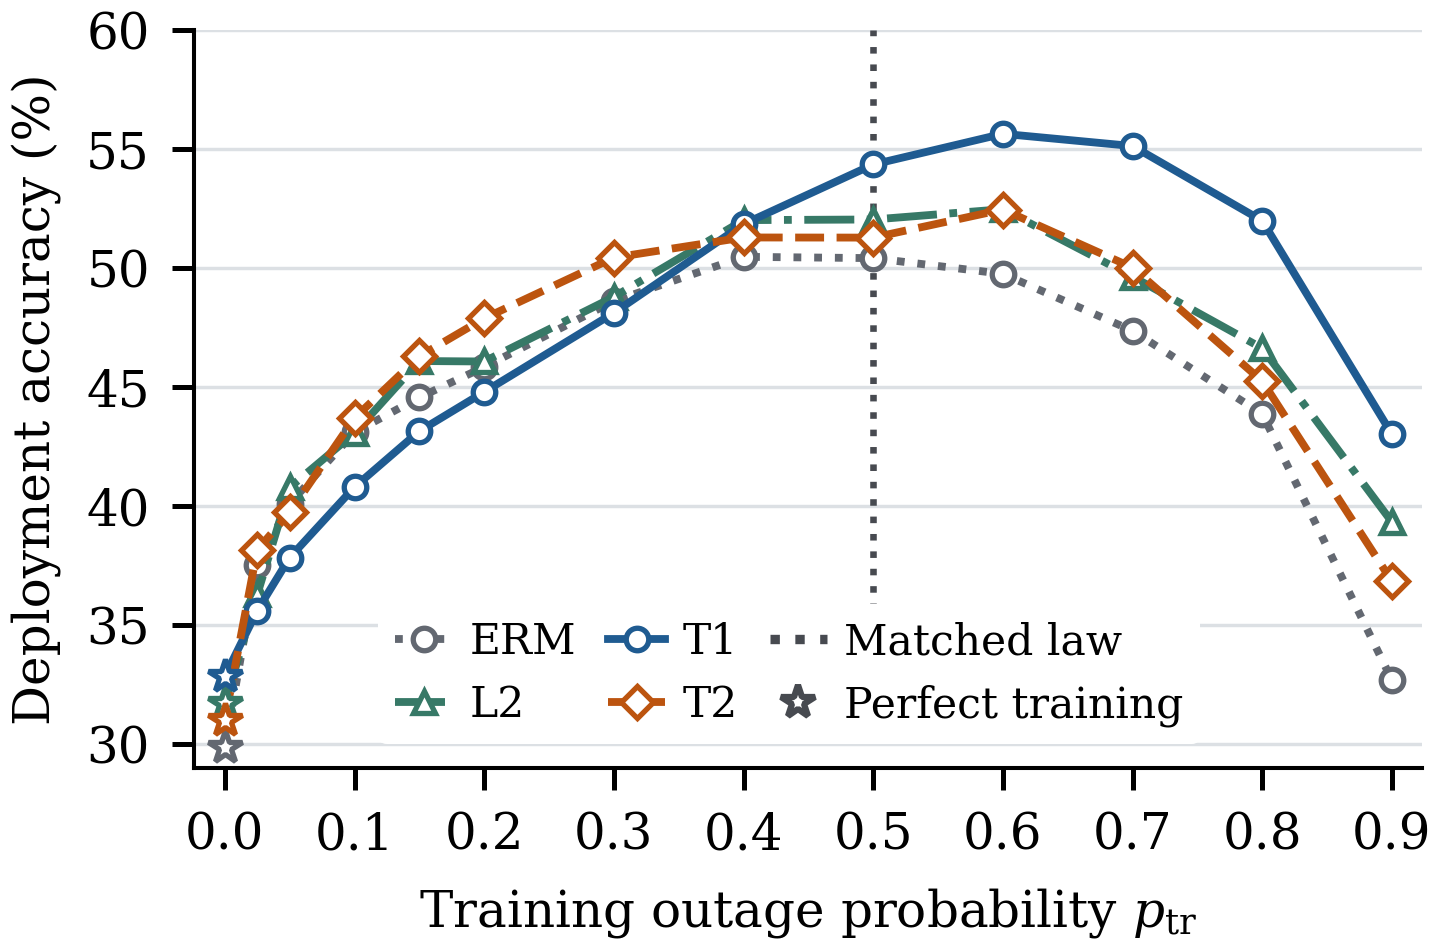 Deployment accuracy (%)
60
55
50
45
40
35
30
ERM T1 Matched law
L2 T2 Perfect training
0.0 0.1 0.2 0.3 0.4 0.5 0.6 0.7 0.8 0.9
Training outage probability p_tr